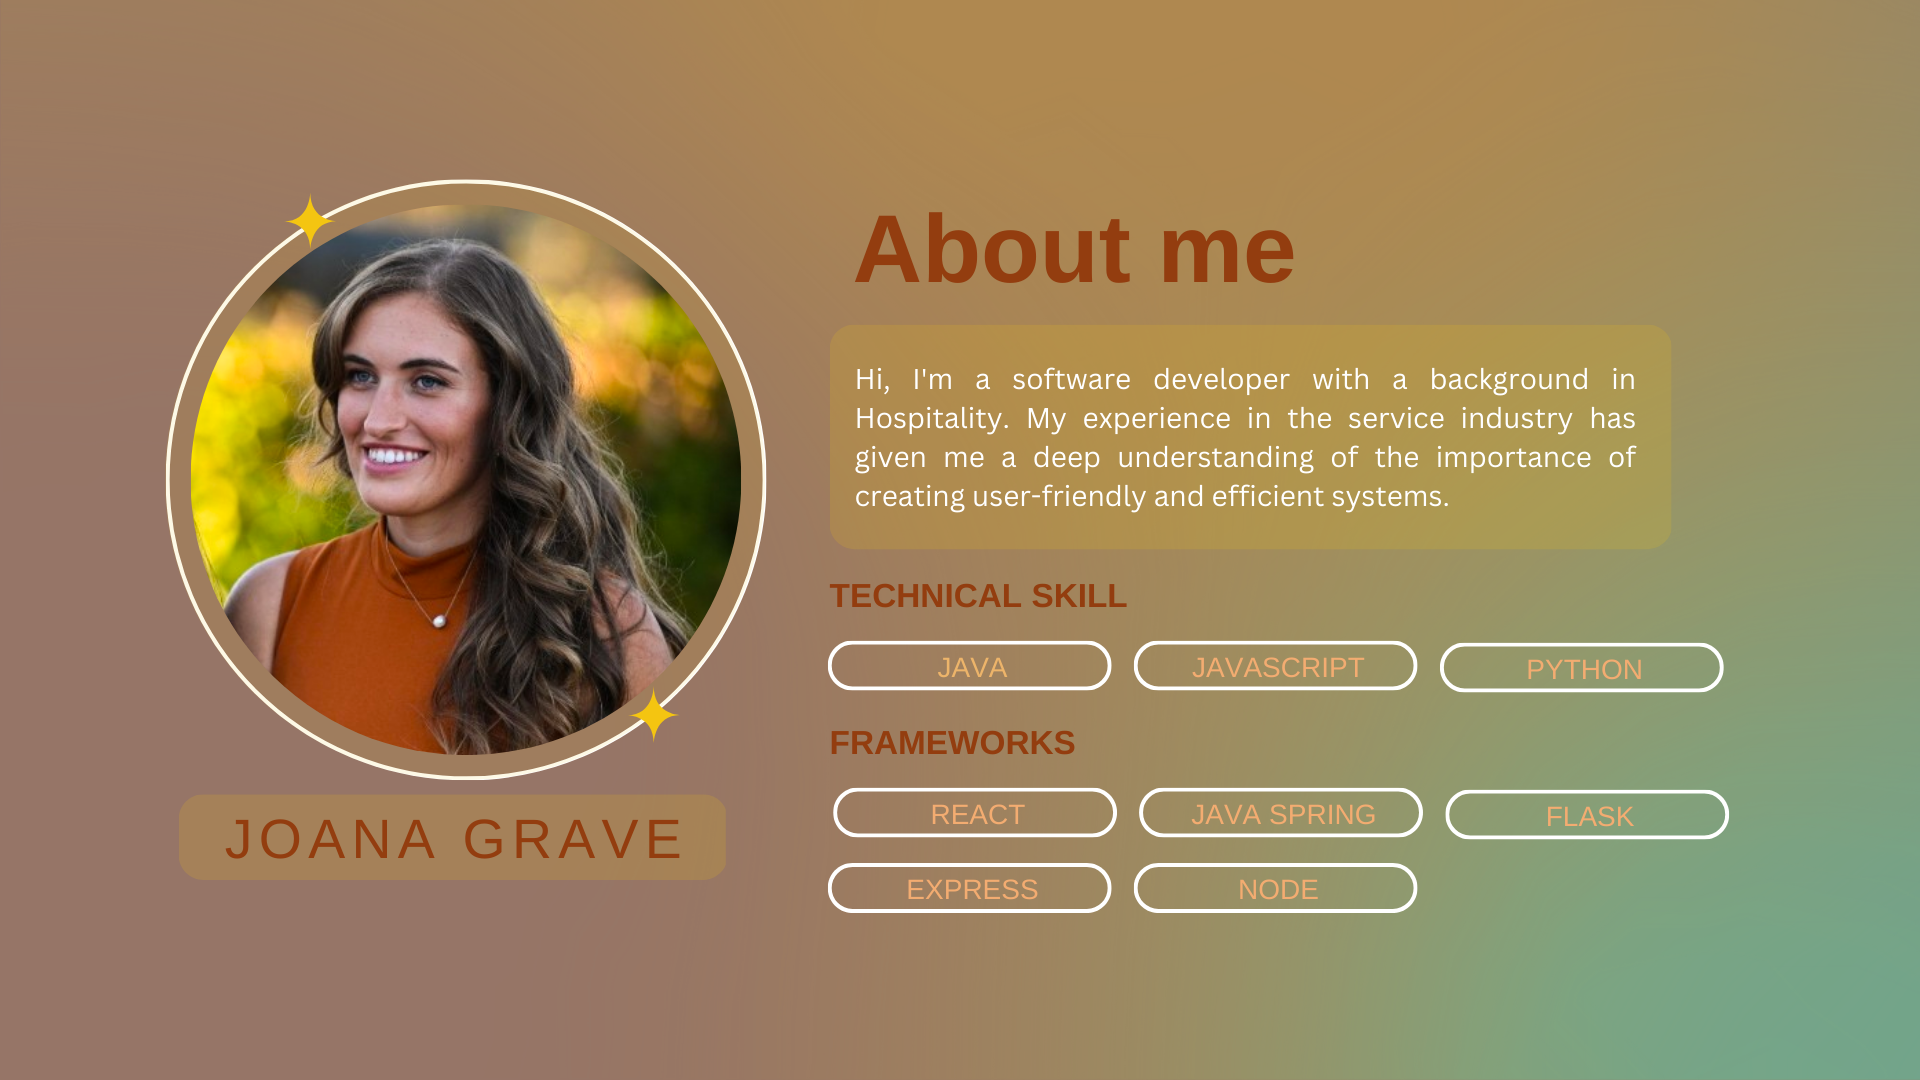 About me
Hi, I'm a software developer with a background in
Hospitality. My experience in the service industry has
given me a deep understanding of the importance of
creating user-friendly and efficient systems.
TECHNICAL SKILL
JAVA
JAVASCRIPT
PYTHON
FRAMEWORKS
REACT
JAVA SPRING
FLASK
EXPRESS
NODE
JOANA GRAVE